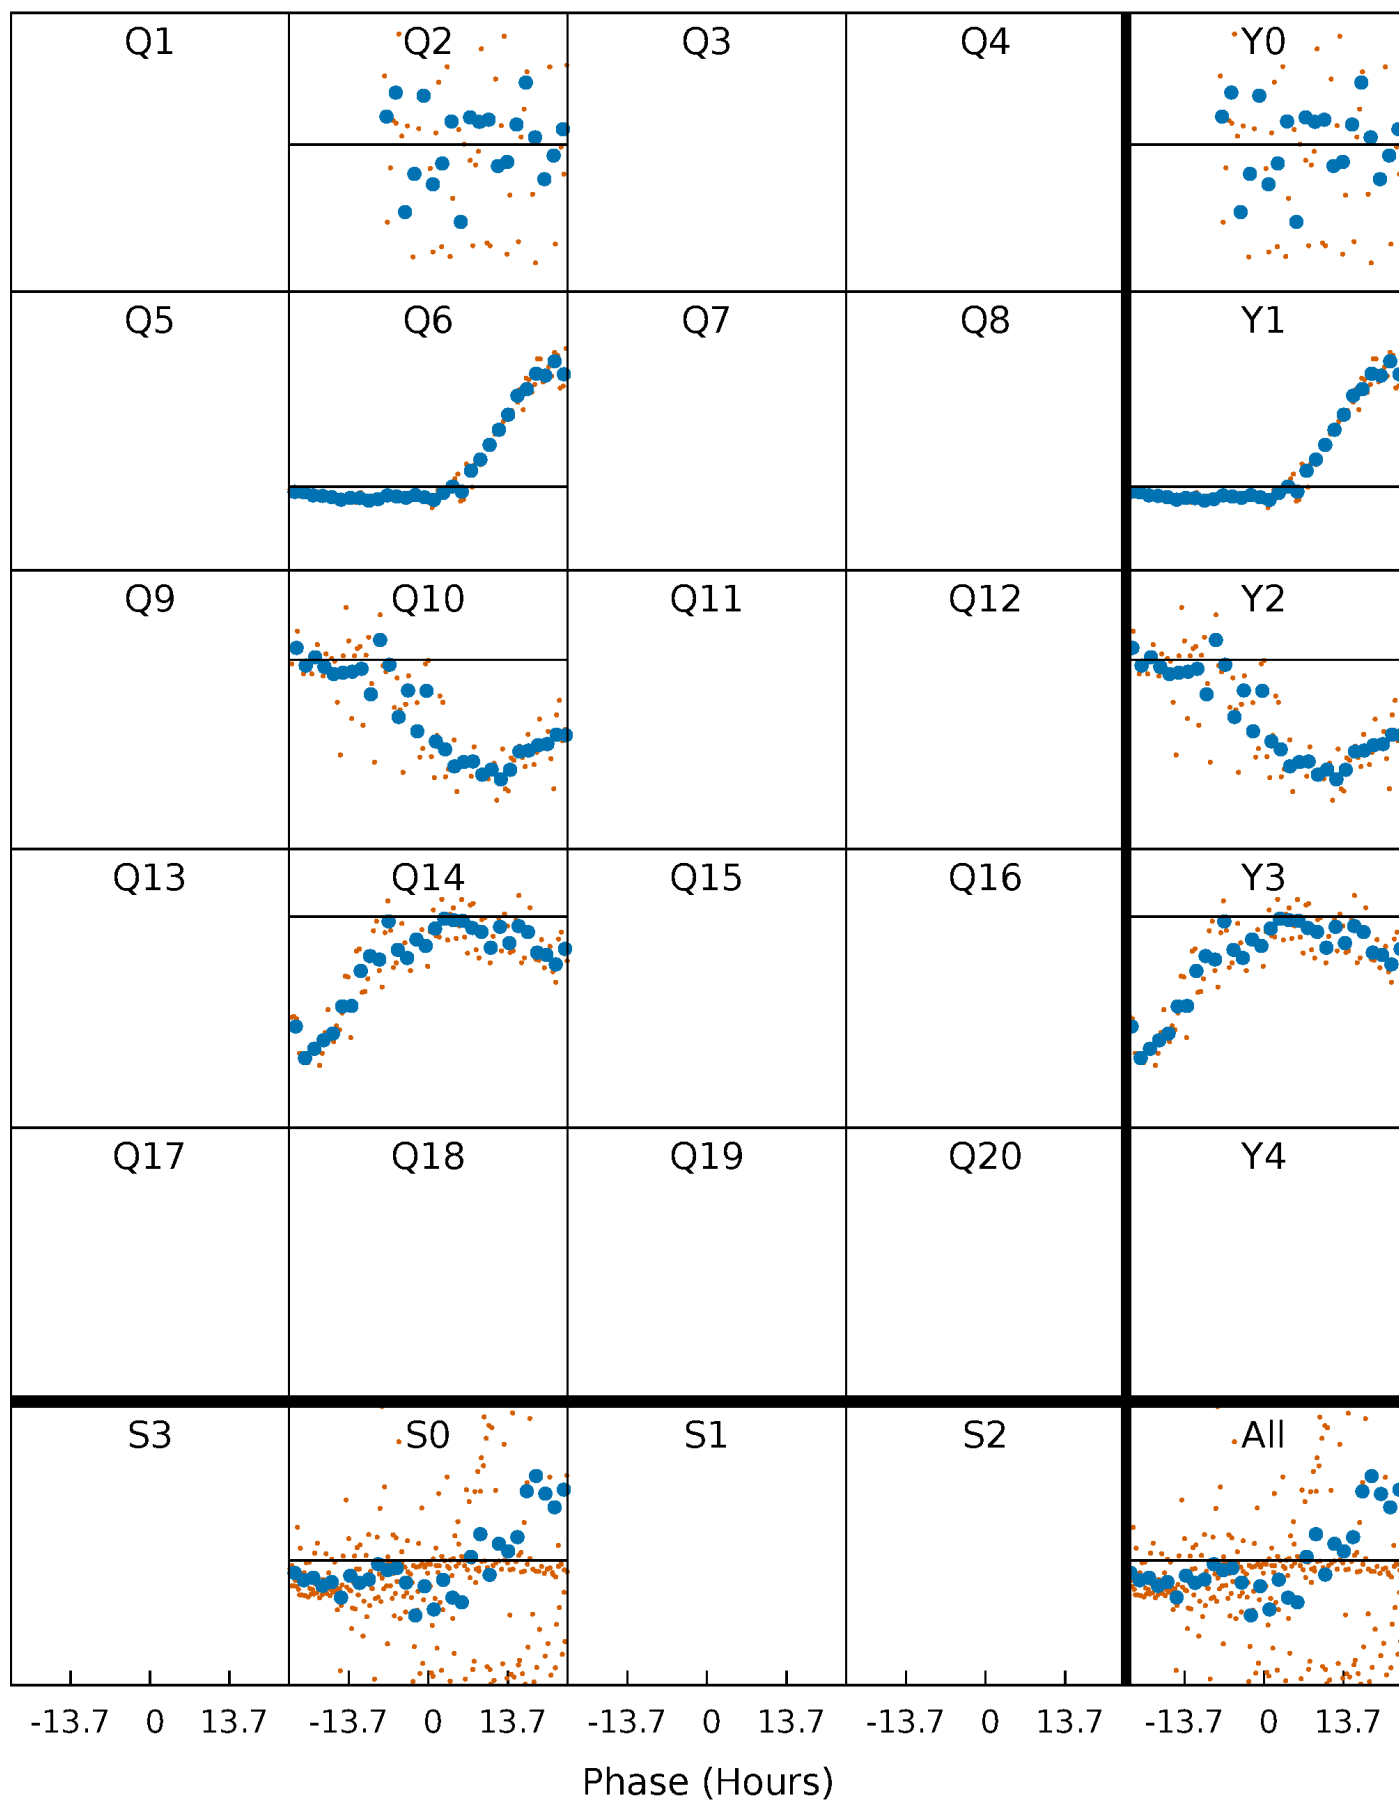 Q1 Q2 Q3 Q4 Y0
Q5 Q6 Q7 Q8 Y1
Q9 Q10 Q11 Q12 Y2
Q13 Q14 Q15 Q16 Y3
Q17 Q18 Q19 Q20 Y4
S3 S0 S1 S2 All
-13.7 0 13.7 -13.7 0 13.7 -13.7 0 13.7 -13.7 0 13.7 -13.7 0 13.7
Phase (Hours)